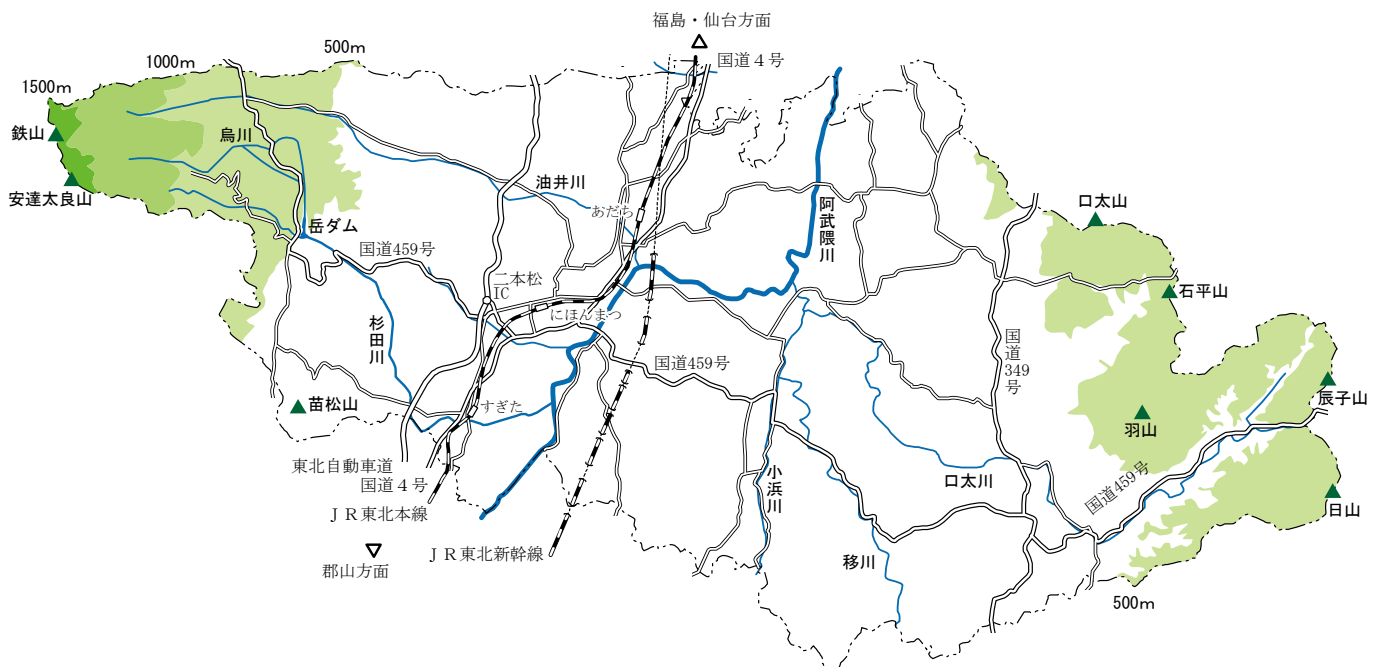 福島・仙台方面
国道４号
500m
1000m
1500m
鉄山
烏川
安達太良山
油井川
あだち
阿武隈川
口太山
岳ダム
国道459号
二本松
IC
石平山
にほんまつ
杉田川
国道459号
国道
349
号
苗松山
すぎた
辰子山
羽山
東北自動車道
国道４号
小浜川
口太川
国道459号
日山
ＪＲ東北本線
ＪＲ東北新幹線
移川
郡山方面
500m